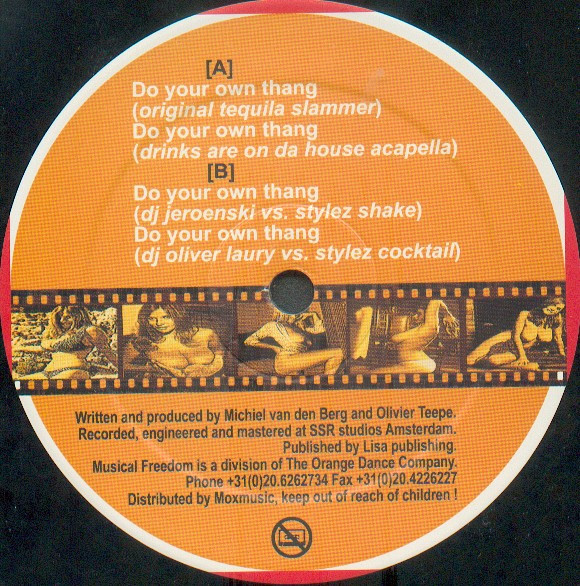 [A]
Do your own thang
(original tequila slammer)
Do your own thang
(drinks are on da house acapella)
[B]
Do your own thang
(dj jeroenski vs. stylez shake)
Do your own thang
(dj oliver laury vs. stylez cocktail)
Written and produced by Michiel van den Berg and Olivier Teepe.
Recorded, engineered and mastered at SSR studios Amsterdam.
Published by Lisa publishing.
Musical Freedom is a division of The Orange Dance Company.
Phone +31(0)20.6262734 Fax +31(0)20.4226227
Distributed by Moxmusic, keep out of reach of children !